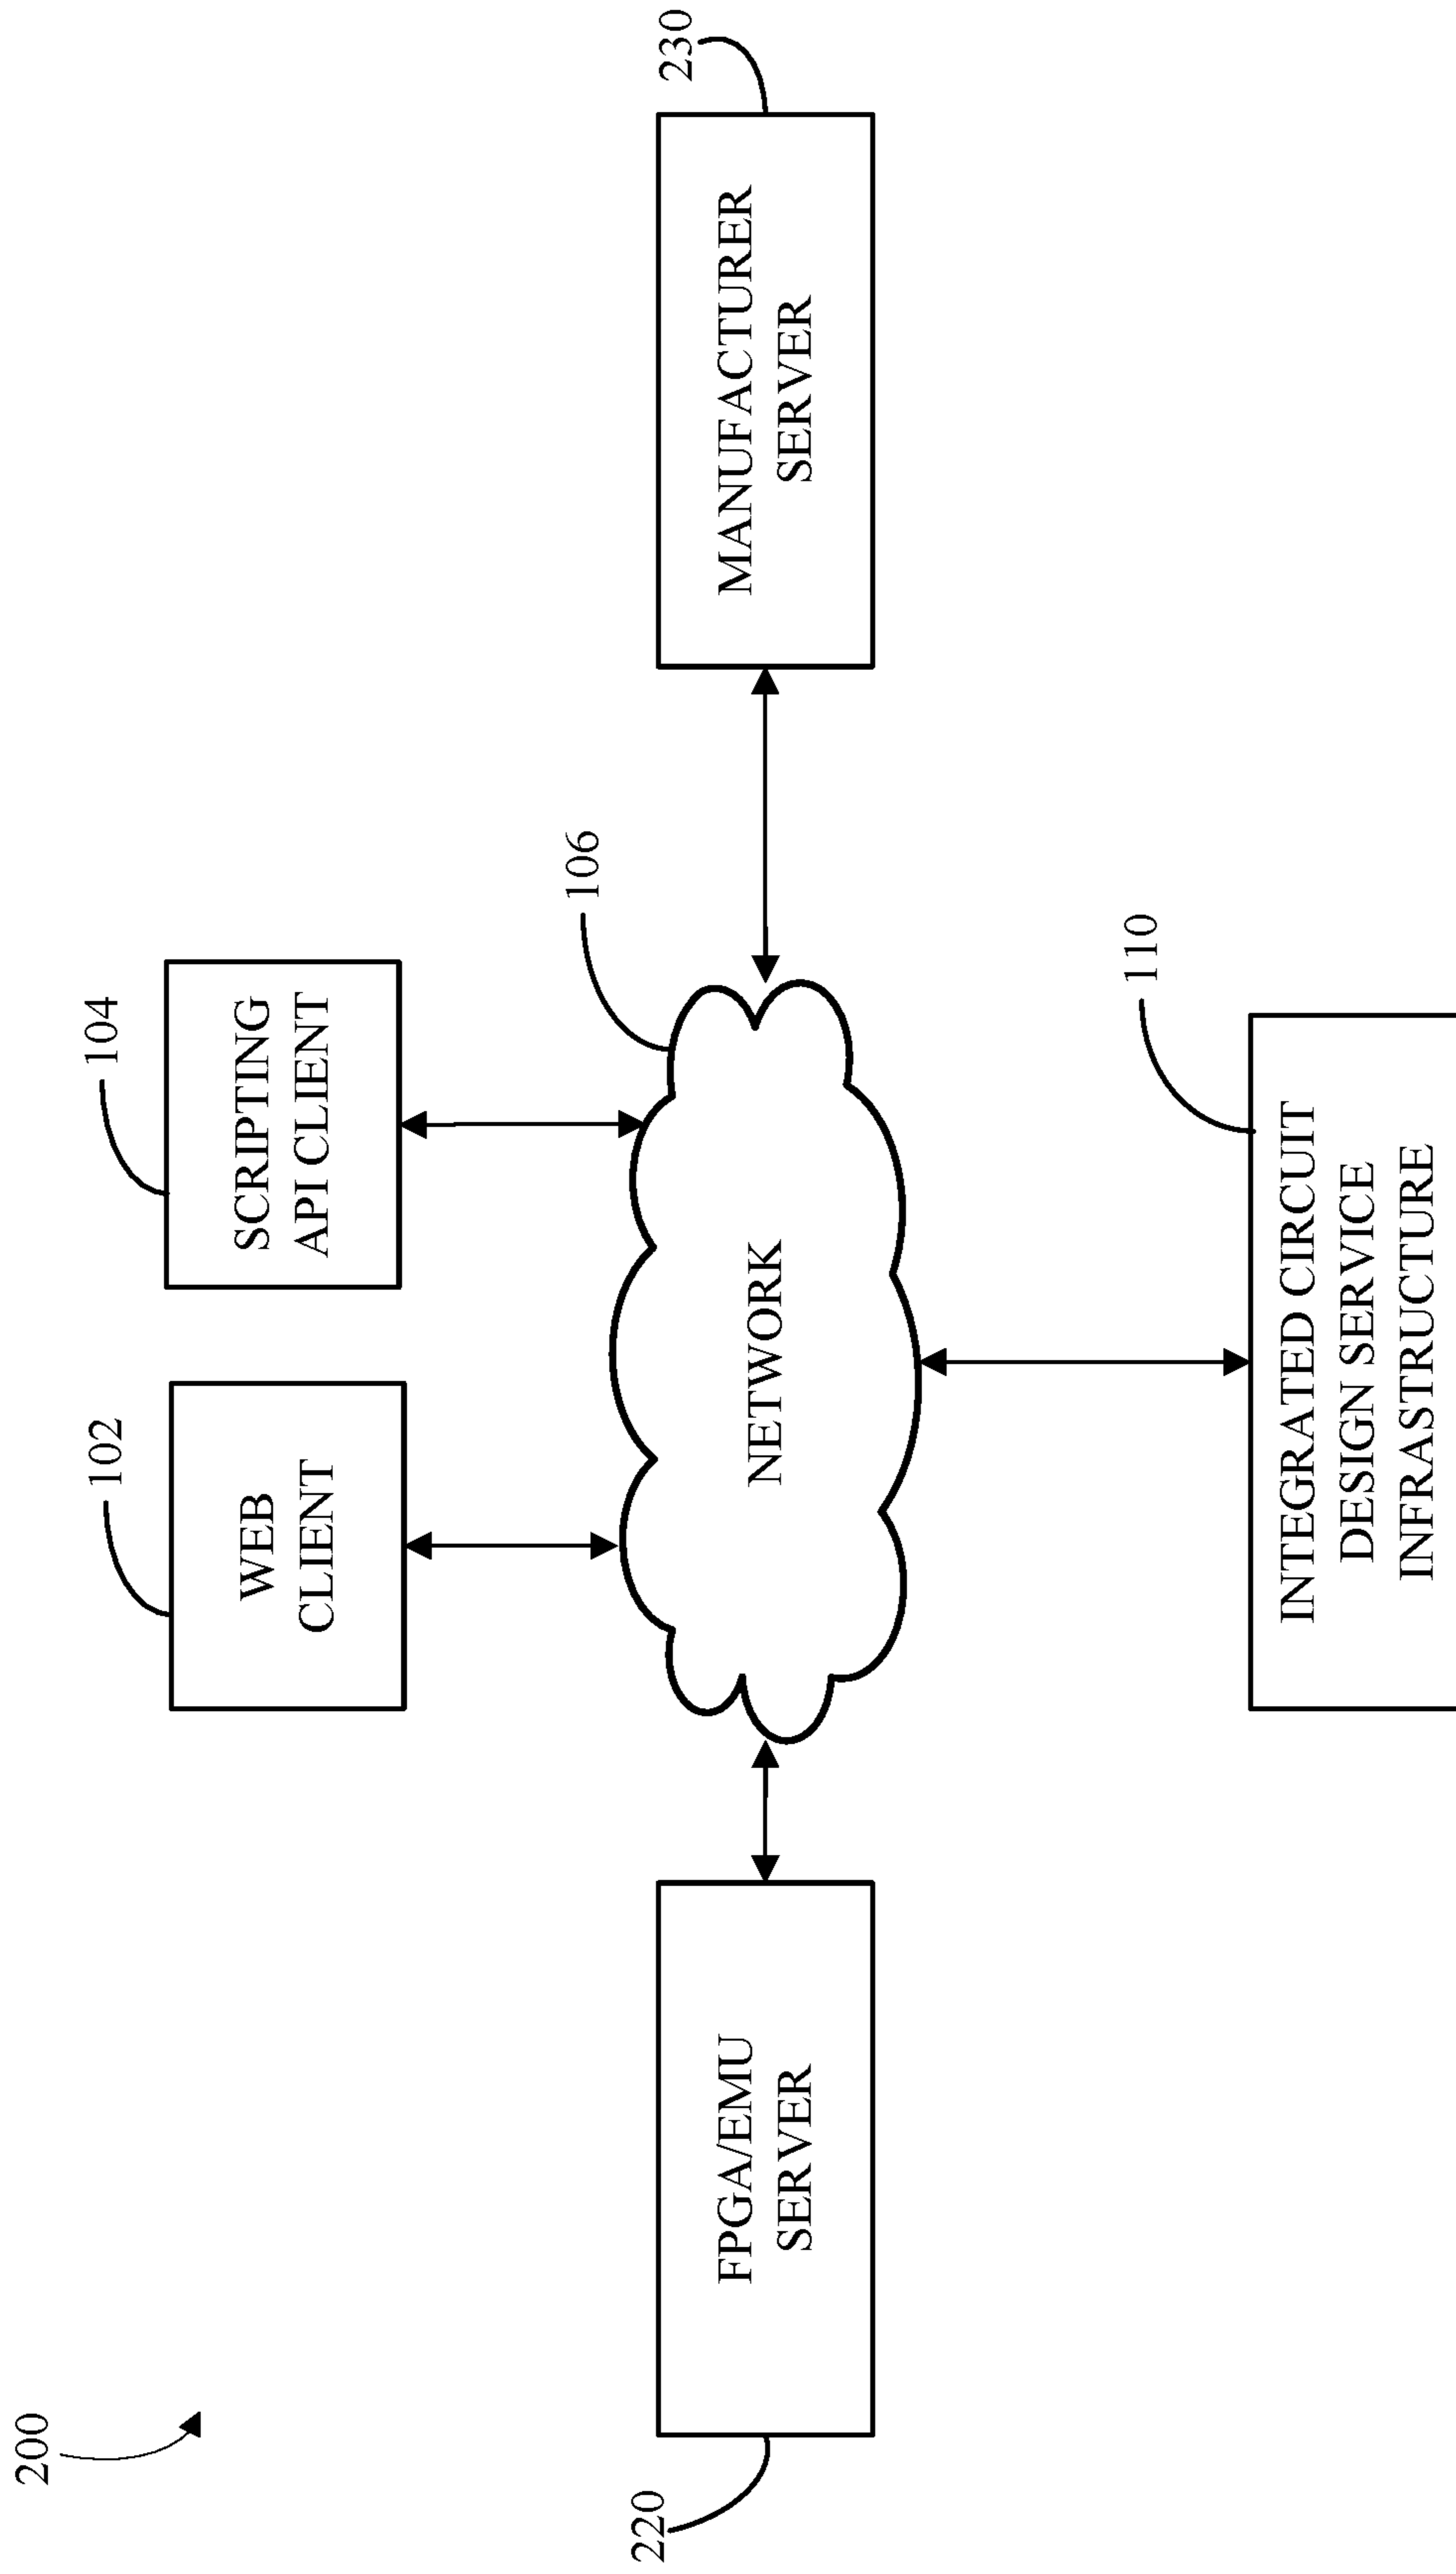 200
102
104
WEB
CLIENT
SCRIPTING
API CLIENT
106
220
FPGA/EMU
SERVER
NETWORK
230
MANUFACTURER
SERVER
110
INTEGRATED CIRCUIT
DESIGN SERVICE
INFRASTRUCTURE